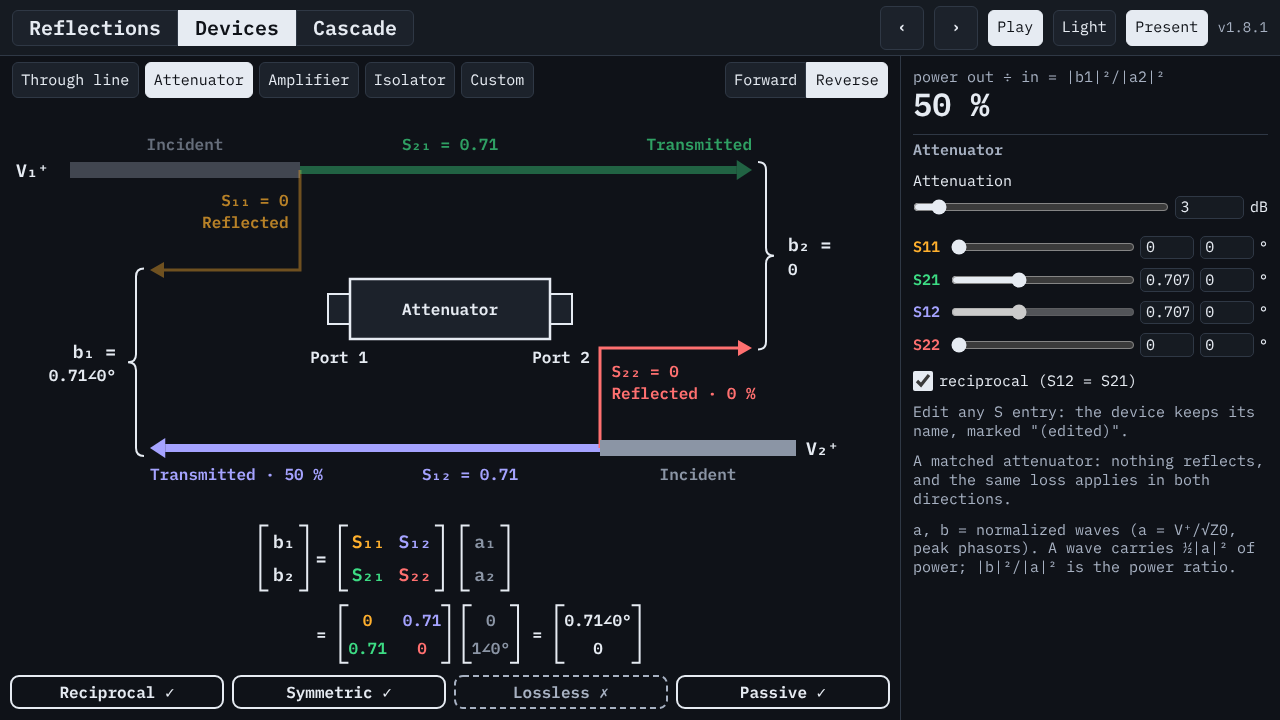 Reflections Devices Cascade ‹ › Play Light Present v1.8.1
Through line Attenuator Amplifier Isolator Custom Forward Reverse
Incident S₂₁ = 0.71 Transmitted
V₁⁺
S₁₁ = 0
Reflected
b₂ =
0
Attenuator
Port 1 Port 2
b₁ =
0.71∠0°
S₂₂ = 0
Reflected · 0 %
V₂⁺
Transmitted · 50 % S₁₂ = 0.71 Incident
b₁ = S₁₁ S₁₂ a₁
b₂ S₂₁ S₂₂ a₂
= 0 0.71 0 = 0.71∠0°
0.71 0 1∠0° 0
Reciprocal ✓ Symmetric ✓ Lossless ✗ Passive ✓
power out ÷ in = |b1|²/|a2|²
50 %
Attenuator
Attenuation
3 dB
S11 0 0 °
S21 0.707 0 °
S12 0.707 0 °
S22 0 0 °
reciprocal (S12 = S21)
Edit any S entry: the device keeps its
name, marked "(edited)".
A matched attenuator: nothing reflects,
and the same loss applies in both
directions.
a, b = normalized waves (a = V⁺/√Z0,
peak phasors). A wave carries ½|a|² of
power; |b|²/|a|² is the power ratio.